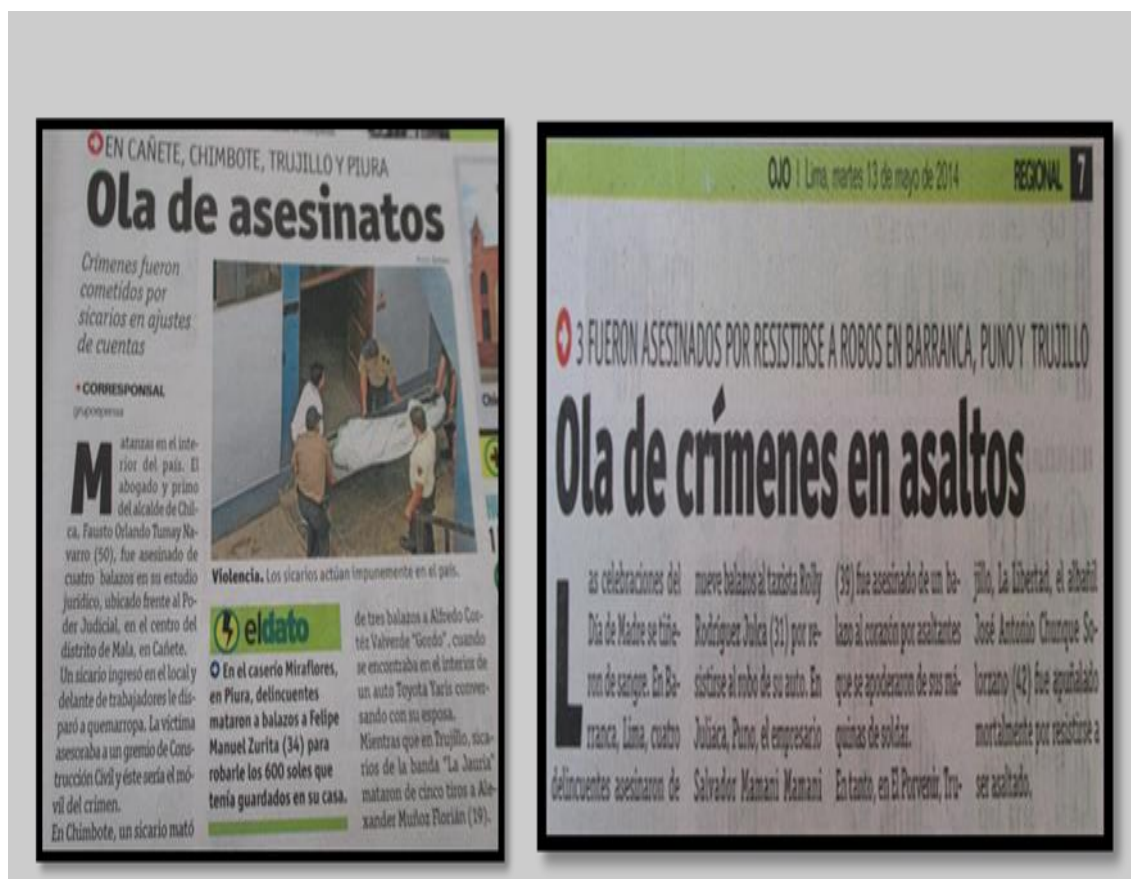 EN CAÑETE, CHIMBOTE, TRUJILLO Y PIURA
Ola de asesinatos
Crímenes fueron
cometidos por
sicarios en ajustes
de cuentas
CORRESPONSAL
grupoepensa
Matanzas en el inte-
rior del país. El
abogado y primo
del alcalde de Chil-
ca, Fausto Orlando Tumay Na-
varro (50), fue asesinado de
cuatro balazos en su estudio
jurídico, ubicado frente al Po-
der Judicial, en el centro del
distrito de Mala, en Cañete.
Un sicario ingresó en el local y
delante de trabajadores le dis-
paró a quemarropa. La víctima
asesoraba a un gremio de Cons-
trucción Civil y éste sería el mó-
vil del crimen.
En Chimbote, un sicario mató
Violencia. Los sicarios actúan impunemente en el país.
eldato
En el caserío Miraflores,
en Piura, delincuentes
mataron a balazos a Felipe
Manuel Zurita (34) para
robarle los 600 soles que
tenía guardados en su casa.
de tres balazos a Alfredo Cor-
téz Valverde "Gordo", cuando
se encontraba en el interior de
un auto Toyota Yaris conver-
sando con su esposa.
Mientras que en Trujillo, sica-
rios de la banda "La Jauría"
mataron de cinco tiros a Ale-
xander Muñoz Florián (19).
OJO | Lima, martes 13 de mayo de 2014 REGIONAL 7
3 FUERON ASESINADOS POR RESISTIRSE A ROBOS EN BARRANCA, PUNO Y TRUJILLO
Ola de crímenes en asaltos
Las celebraciones del
Día de Madre se tiñe-
ron de sangre. En Ba-
rranca, Lima, cuatro
delincuentes asesinaron de
nueve balazos al taxista Rolly
Rodríguez Julca (31) por re-
sistirse al robo de su auto. En
Juliaca, Puno, el empresario
Salvador Mamani Mamani
(39) fue asesinado de un ba-
lazo al corazón por asaltantes
que se apoderaron de sus má-
quinas de soldar.
En tanto, en El Porvenir, Tru-
jillo, La Libertad, el albañil
José Antonio Chunque So-
lorzano (42) fue apuñalado
mortalmente por resistirse a
ser asaltado.